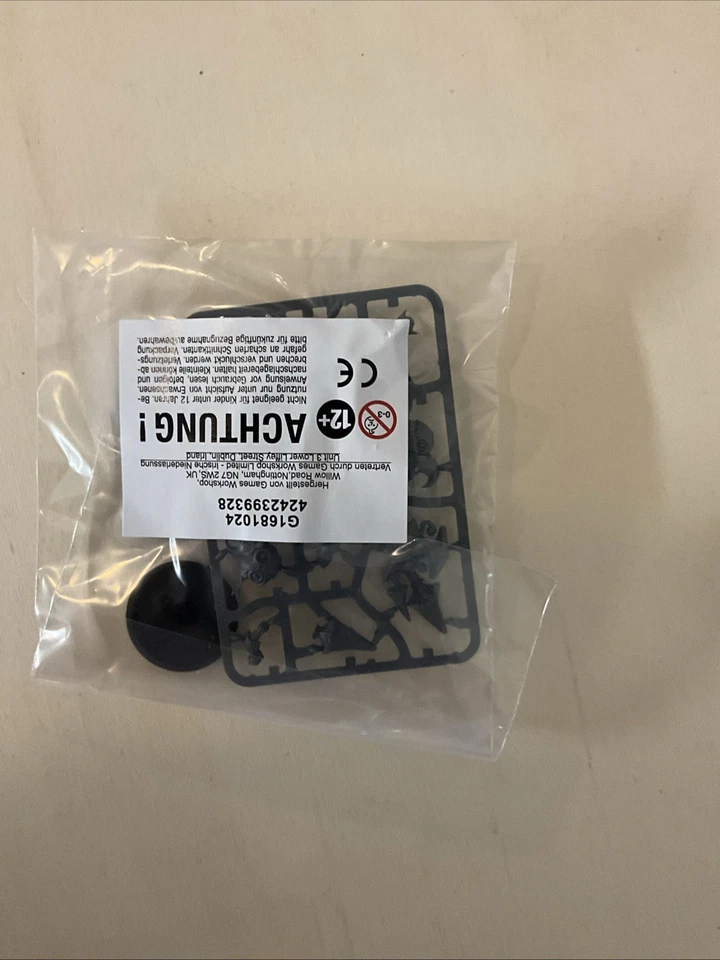 G1681024
4242399328
Hergestellt von Games Workshop,
Willow Road, Nottingham, NG7 2WS, UK
Vertreten durch Games Workshop Limited - Irische Niederlassung
Unit 3 Lower Liffey Street, Dublin, Irland
0-3
12+
ACHTUNG !
Nicht geeignet für Kinder unter 12 Jahren. Be-
nutzung nur unter Aufsicht von Erwachsenen.
Anweisung vor Gebrauch lesen, befolgen und
nachschlagebereit halten. Kleinteile können ab-
brechen und verschluckt werden. Verletzungs-
gefahr an scharfen Schnittkanten. Verpackung
bitte für zukünftige Bezugnahme aufbewahren.
CE